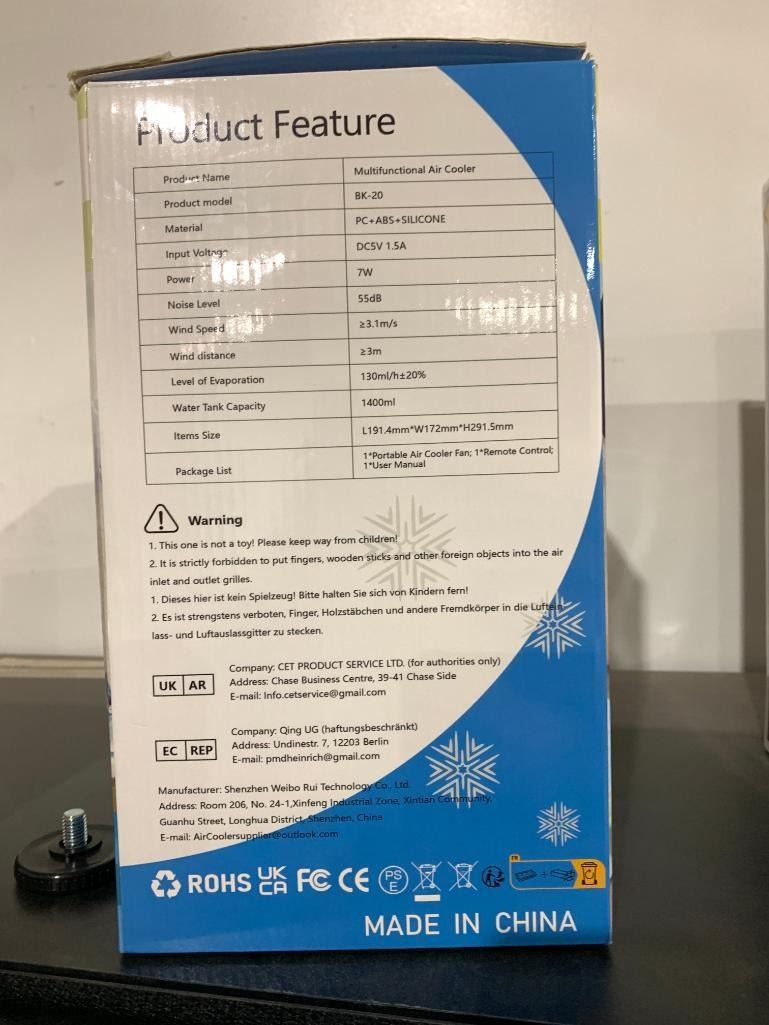 Product Feature
Product Name Multifunctional Air Cooler
Product model BK-20
Material PC+ABS+SILICONE
Input Voltage DC5V 1.5A
Power 7W
Noise Level 55dB
Wind Speed ≥3.1m/s
Wind distance ≥3m
Level of Evaporation 130ml/h±20%
Water Tank Capacity 1400ml
Items Size L191.4mm*W172mm*H291.5mm
Package List 1*Portable Air Cooler Fan; 1*Remote Control;
1*User Manual
Warning
1. This one is not a toy! Please keep way from children!
2. It is strictly forbidden to put fingers, wooden sticks and other foreign objects into the air
inlet and outlet grilles.
1. Dieses hier ist kein Spielzeug! Bitte halten Sie sich von Kindern fern!
2. Es ist strengstens verboten, Finger, Holzstäbchen und andere Fremdkörper in die Luftein-
lass- und Luftauslassgitter zu stecken.
UK AR
Company: CET PRODUCT SERVICE LTD. (for authorities only)
Address: Chase Business Centre, 39-41 Chase Side
E-mail: Info.cetservice@gmail.com
EC REP
Company: Qing UG (haftungsbeschränkt)
Address: Undinestr. 7, 12203 Berlin
E-mail: pmdheinrich@gmail.com
Manufacturer: Shenzhen Weibo Rui Technology Co., Ltd.
Address: Room 206, No. 24-1,Xinfeng Industrial Zone, Xintian Community,
Guanhu Street, Longhua District, Shenzhen, China
E-mail: AirCoolersupplier@outlook.com
ROHS UK CA FC CE PS E FR
MADE IN CHINA